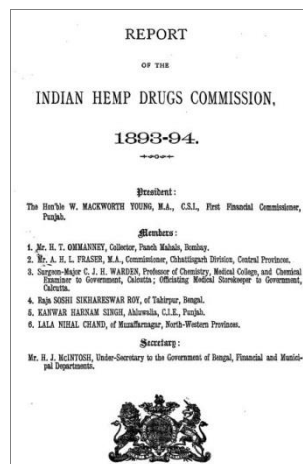 REPORT
OF THE
INDIAN HEMP DRUGS COMMISSION,
1893-94.
President:
The Hon'ble W. MACKWORTH YOUNG, M.A., C.S.I., First Financial Commissioner,
Punjab.
Members:
1. Mr. H. T. OMMANNEY, Collector, Panch Mahals, Bombay.
2. Mr. A. H. L. FRASER, M.A., Commissioner, Chhattisgarh Division, Central Provinces.
3. Surgeon-Major C. J. H. WARDEN, Professor of Chemistry, Medical College, and Chemical
Examiner to Government, Calcutta; Officiating Medical Storekeeper to Government,
Calcutta.
4. Raja SOSHI SIKHARESWAR ROY, of Tahirpur, Bengal.
5. KANWAR HARNAM SINGH, Ahluwalia, C.I.E., Punjab.
6. LALA NIHAL CHAND, of Muzaffarnagar, North-Western Provinces.
Secretary:
Mr. H. J. McINTOSH, Under-Secretary to the Government of Bengal, Financial and Munici-
pal Departments.